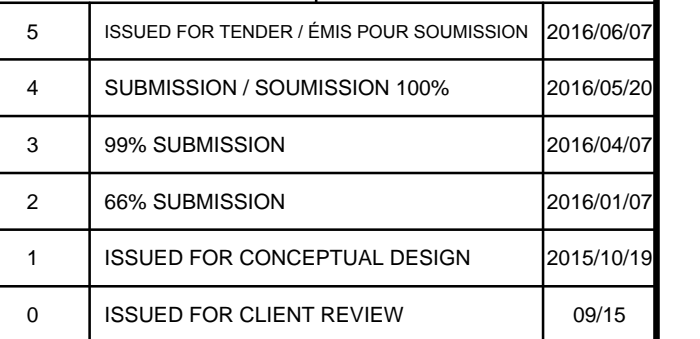 5 ISSUED FOR TENDER / ÉMIS POUR SOUMISSION 2016/06/07
4 SUBMISSION / SOUMISSION 100% 2016/05/20
3 99% SUBMISSION 2016/04/07
2 66% SUBMISSION 2016/01/07
1 ISSUED FOR CONCEPTUAL DESIGN 2015/10/19
0 ISSUED FOR CLIENT REVIEW 09/15